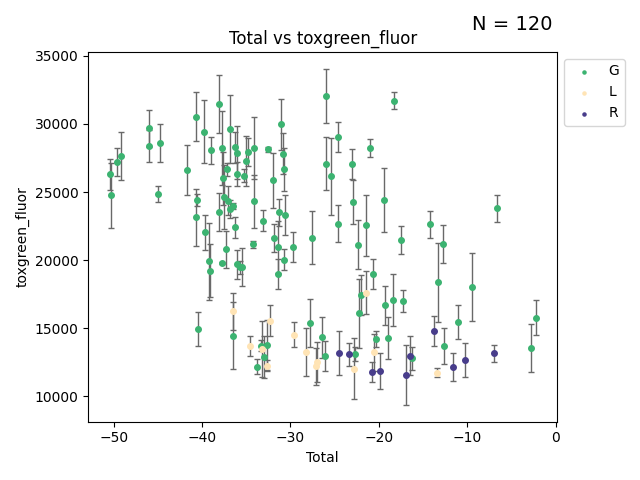 N = 120
Total vs toxgreen_fluor
G
L
R
35000
30000
25000
20000
15000
10000
toxgreen_fluor
−50 −40 −30 −20 −10 0
Total